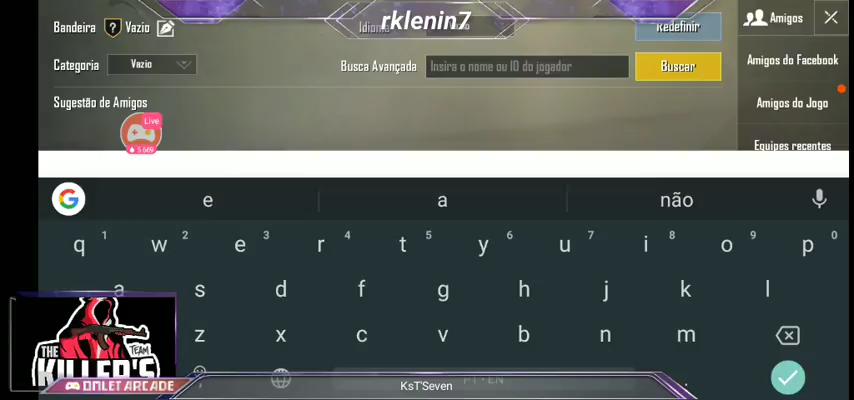 rklenin7
Bandeira ? Vazio
Redefinir
Amigos
Categoria Vazio
Busca Avançada Insira o nome ou ID do jogador Buscar
Amigos do Facebook
Sugestão de Amigos
Amigos do Jogo
Live
Equipes recentes
G e a não
q 1 w 2 e 3 r 4 t 5 y 6 u 7 i 8 o 9 p 0
a s d f g h j k l
z x c v b n m
THE KILLER'S TEAM
OMLET ARCADE
PT • EN
KsT'Seven